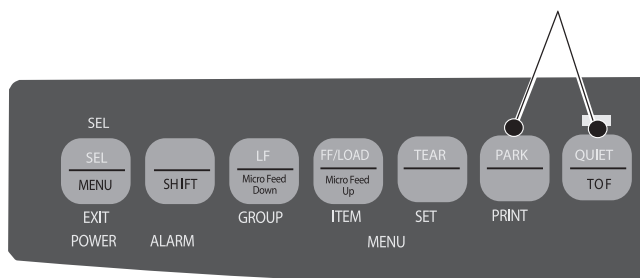 SEL
SEL LF FF/LOAD TEAR PARK QUIET
MENU SHIFT Micro Feed Down Micro Feed Up TOF
EXIT GROUP ITEM SET PRINT
POWER ALARM MENU